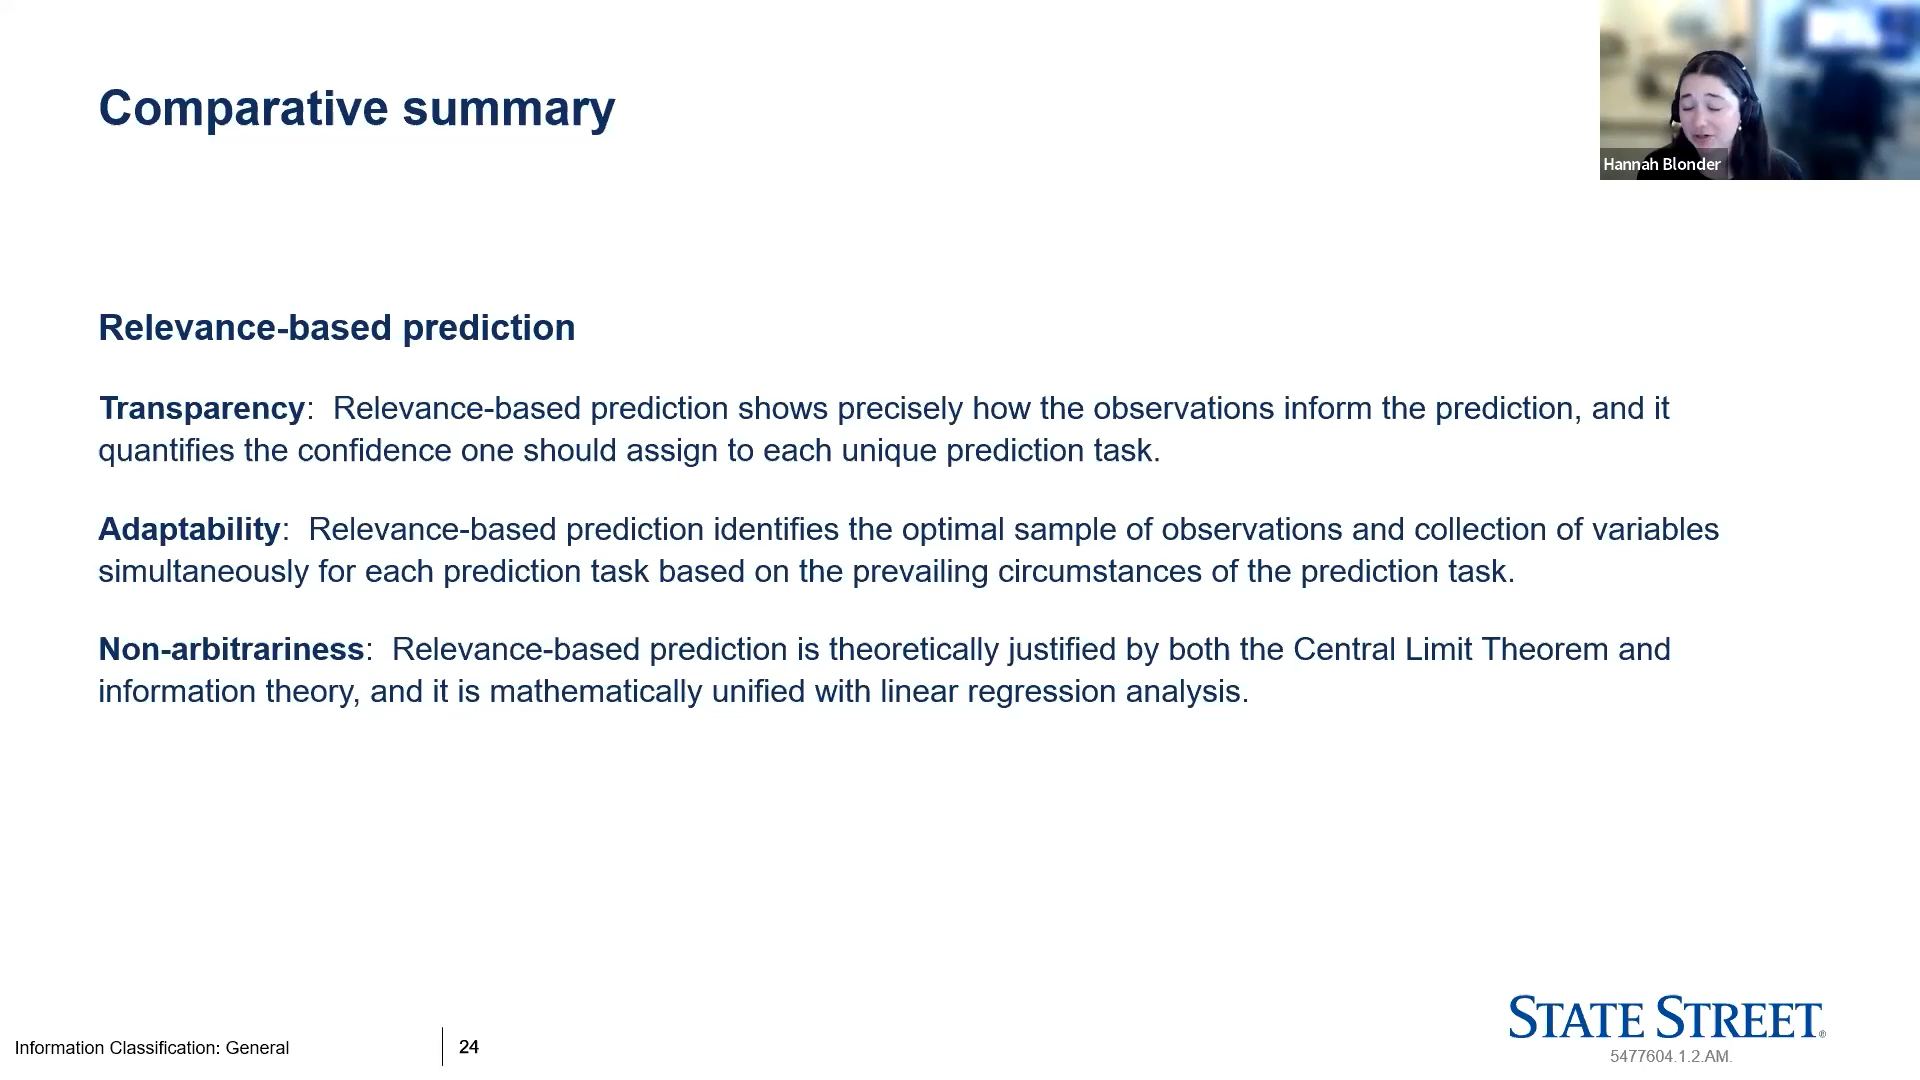 Comparative summary
Hannah Blonder
Relevance-based prediction
Transparency:  Relevance-based prediction shows precisely how the observations inform the prediction, and it
quantifies the confidence one should assign to each unique prediction task.
Adaptability:  Relevance-based prediction identifies the optimal sample of observations and collection of variables
simultaneously for each prediction task based on the prevailing circumstances of the prediction task.
Non-arbitrariness:  Relevance-based prediction is theoretically justified by both the Central Limit Theorem and
information theory, and it is mathematically unified with linear regression analysis.
STATE STREET®
Information Classification: General
24
5477604.1.2.AM.